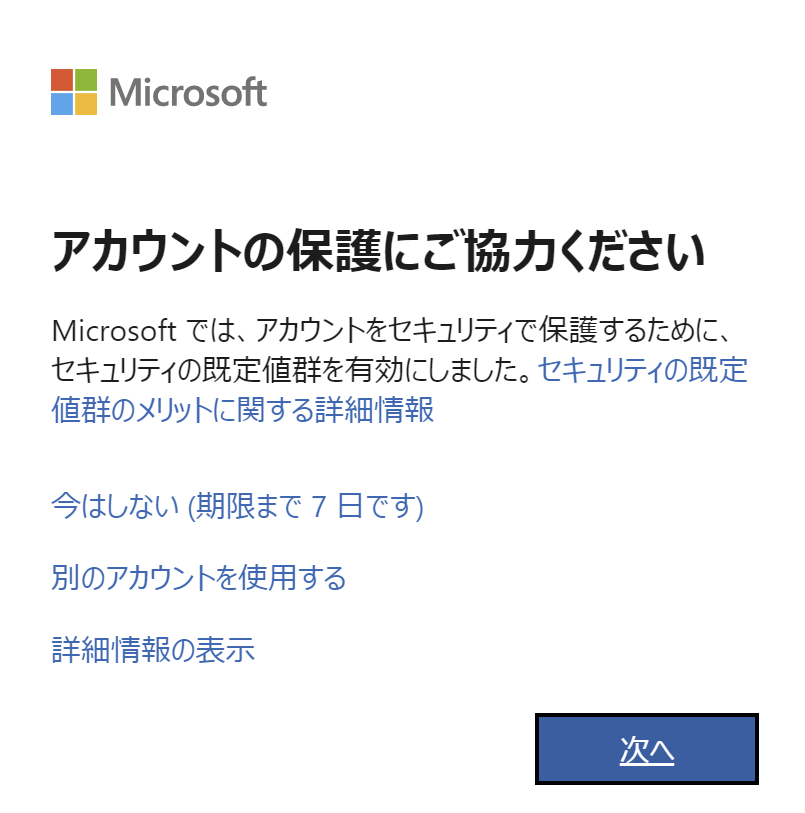 Microsoft
アカウントの保護にご協力ください
Microsoft では、アカウントをセキュリティで保護するために、
セキュリティの既定値群を有効にしました。セキュリティの既定
値群のメリットに関する詳細情報
今はしない (期限まで 7 日です)
別のアカウントを使用する
詳細情報の表示
次へ